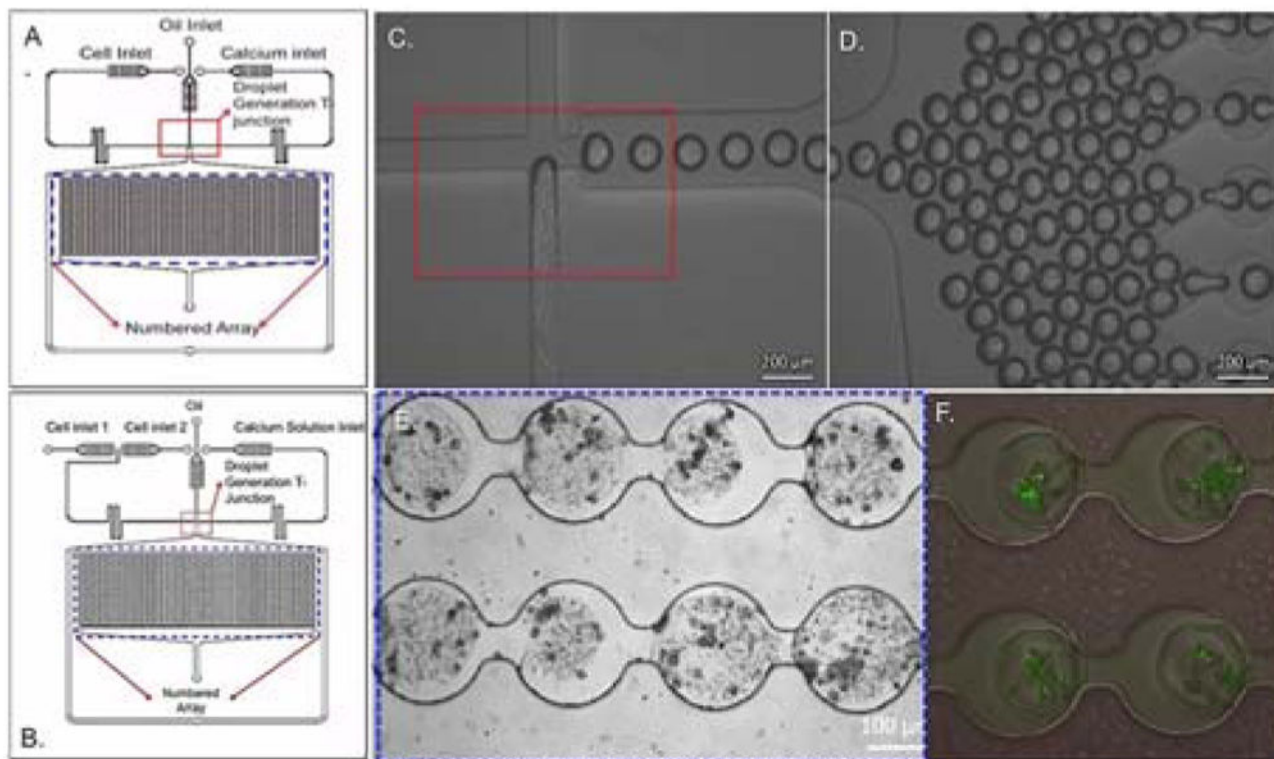 A
Oil Inlet
Cell Inlet
Calcium inlet
Droplet
Generation T-
junction
Numbered Array
B.
Oil
Cell inlet 1
Cell inlet 2
Calcium Solution Inlet
Droplet
Generation T-
Junction
Numbered
Array
C.
200 μm
D.
200 μm
E.
100 μm
F.